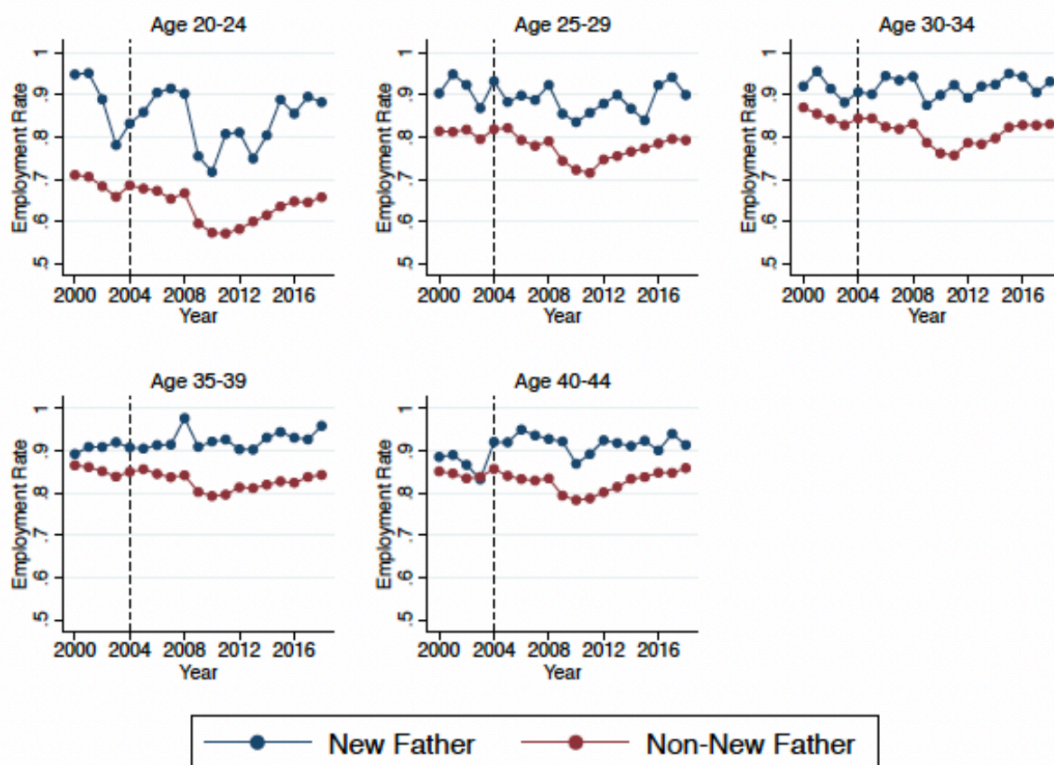 Age 20-24
Age 25-29
Age 30-34
Employment Rate
1
.9
.8
.7
.6
.5
Employment Rate
1
.9
.8
.7
.6
.5
Employment Rate
1
.9
.8
.7
.6
.5
2000 2004 2008 2012 2016
2000 2004 2008 2012 2016
2000 2004 2008 2012 2016
Year
Year
Year
Age 35-39
Age 40-44
Employment Rate
1
.9
.8
.7
.6
.5
Employment Rate
1
.9
.8
.7
.6
.5
2000 2004 2008 2012 2016
2000 2004 2008 2012 2016
Year
Year
New Father
Non-New Father